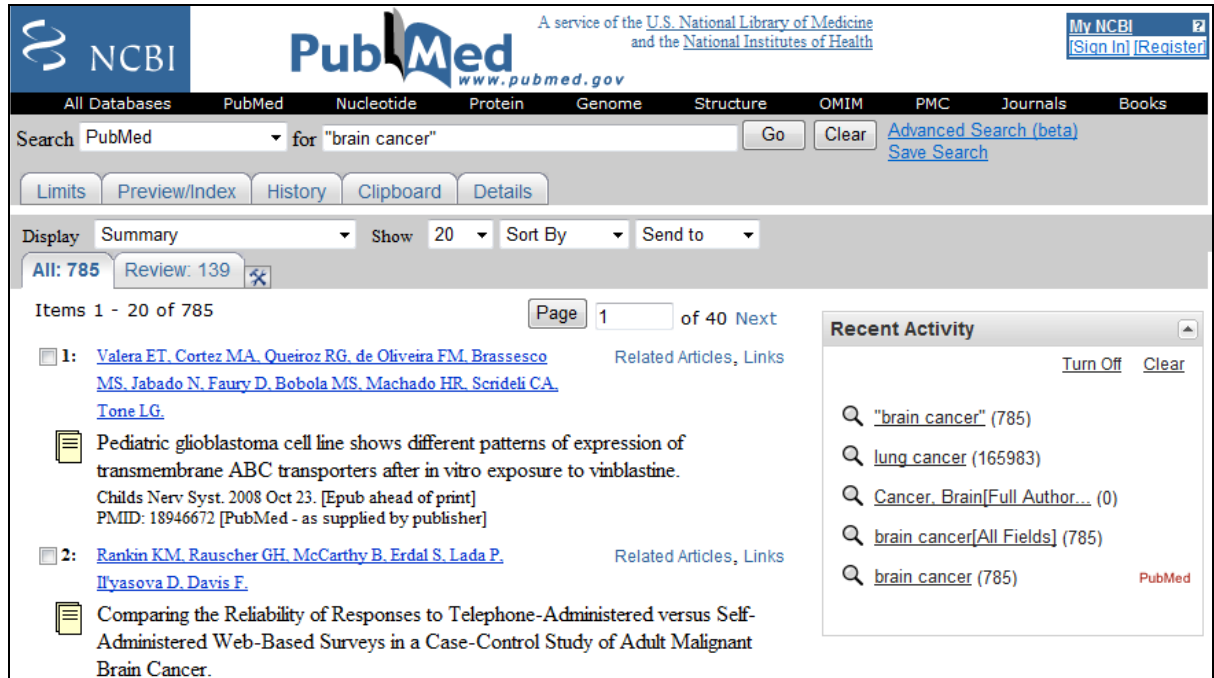 NCBI
PubMed
www.pubmed.gov
A service of the U.S. National Library of Medicine
and the National Institutes of Health
My NCBI ?
[Sign In] [Register]
All Databases PubMed Nucleotide Protein Genome Structure OMIM PMC Journals Books
Search PubMed for "brain cancer" Go Clear Advanced Search (beta)
Save Search
Limits Preview/Index History Clipboard Details
Display Summary Show 20 Sort By Send to
All: 785 Review: 139
Items 1 - 20 of 785 Page 1 of 40 Next
1: Valera ET, Cortez MA, Queiroz RG, de Oliveira FM, Brassesco Related Articles, Links
MS, Jabado N, Faury D, Bobola MS, Machado HR, Scrideli CA,
Tone LG.
Pediatric glioblastoma cell line shows different patterns of expression of
transmembrane ABC transporters after in vitro exposure to vinblastine.
Childs Nerv Syst. 2008 Oct 23. [Epub ahead of print]
PMID: 18946672 [PubMed - as supplied by publisher]
2: Rankin KM, Rauscher GH, McCarthy B, Erdal S, Lada P, Related Articles, Links
Il'yasova D, Davis F.
Comparing the Reliability of Responses to Telephone-Administered versus Self-
Administered Web-Based Surveys in a Case-Control Study of Adult Malignant
Brain Cancer.
Recent Activity
Turn Off Clear
"brain cancer" (785)
lung cancer (165983)
Cancer, Brain[Full Author... (0)
brain cancer[All Fields] (785)
brain cancer (785) PubMed